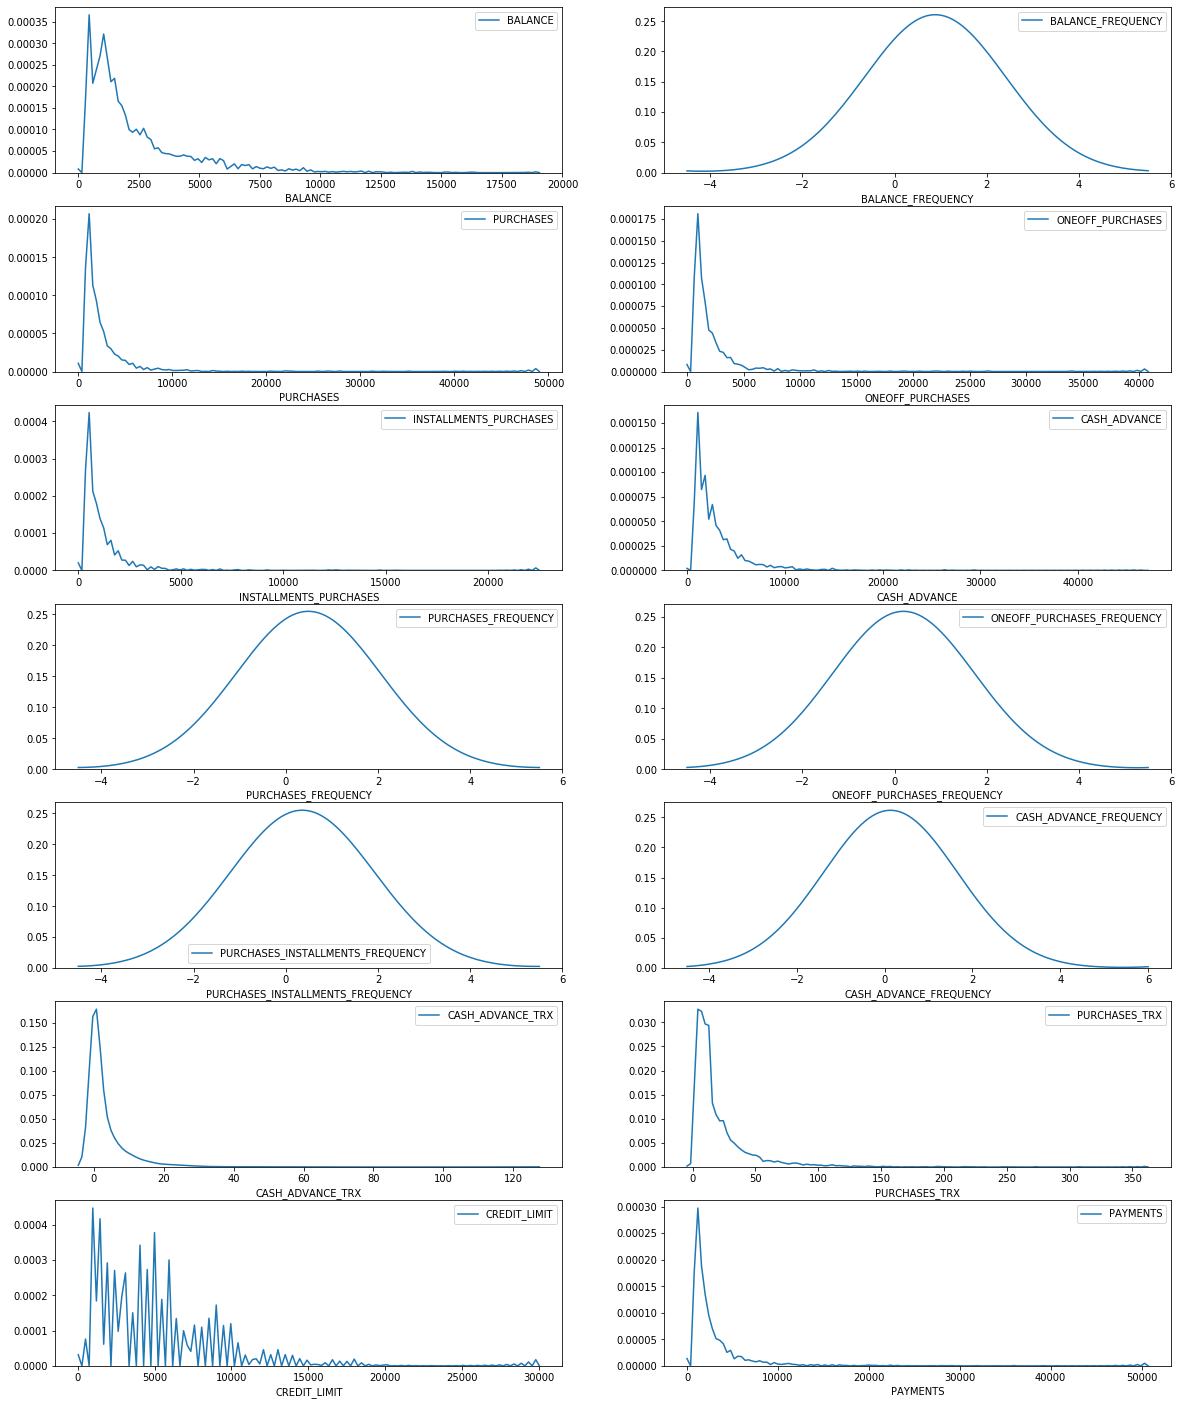 BALANCE
0.00035
0.00030
0.00025
0.00020
0.00015
0.00010
0.00005
0.00000
0 2500 5000 7500 10000 12500 15000 17500 20000
BALANCE
BALANCE_FREQUENCY
0.25
0.20
0.15
0.10
0.05
0.00
−4 −2 0 2 4 6
BALANCE_FREQUENCY
PURCHASES
0.00020
0.00015
0.00010
0.00005
0.00000
0 10000 20000 30000 40000 50000
PURCHASES
ONEOFF_PURCHASES
0.000175
0.000150
0.000125
0.000100
0.000075
0.000050
0.000025
0.000000
0 5000 10000 15000 20000 25000 30000 35000 40000
ONEOFF_PURCHASES
INSTALLMENTS_PURCHASES
0.0004
0.0003
0.0002
0.0001
0.0000
0 5000 10000 15000 20000
INSTALLMENTS_PURCHASES
CASH_ADVANCE
0.000150
0.000125
0.000100
0.000075
0.000050
0.000025
0.000000
0 10000 20000 30000 40000
CASH_ADVANCE
PURCHASES_FREQUENCY
0.25
0.20
0.15
0.10
0.05
0.00
−4 −2 0 2 4 6
PURCHASES_FREQUENCY
ONEOFF_PURCHASES_FREQUENCY
0.25
0.20
0.15
0.10
0.05
0.00
−4 −2 0 2 4 6
ONEOFF_PURCHASES_FREQUENCY
0.25
0.20
0.15
0.10
0.05
0.00
PURCHASES_INSTALLMENTS_FREQUENCY
−4 −2 0 2 4 6
PURCHASES_INSTALLMENTS_FREQUENCY
CASH_ADVANCE_FREQUENCY
0.25
0.20
0.15
0.10
0.05
0.00
−4 −2 0 2 4 6
CASH_ADVANCE_FREQUENCY
CASH_ADVANCE_TRX
0.150
0.125
0.100
0.075
0.050
0.025
0.000
0 20 40 60 80 100 120
CASH_ADVANCE_TRX
PURCHASES_TRX
0.030
0.025
0.020
0.015
0.010
0.005
0.000
0 50 100 150 200 250 300 350
PURCHASES_TRX
CREDIT_LIMIT
0.0004
0.0003
0.0002
0.0001
0.0000
0 5000 10000 15000 20000 25000 30000
CREDIT_LIMIT
PAYMENTS
0.00030
0.00025
0.00020
0.00015
0.00010
0.00005
0.00000
0 10000 20000 30000 40000 50000
PAYMENTS